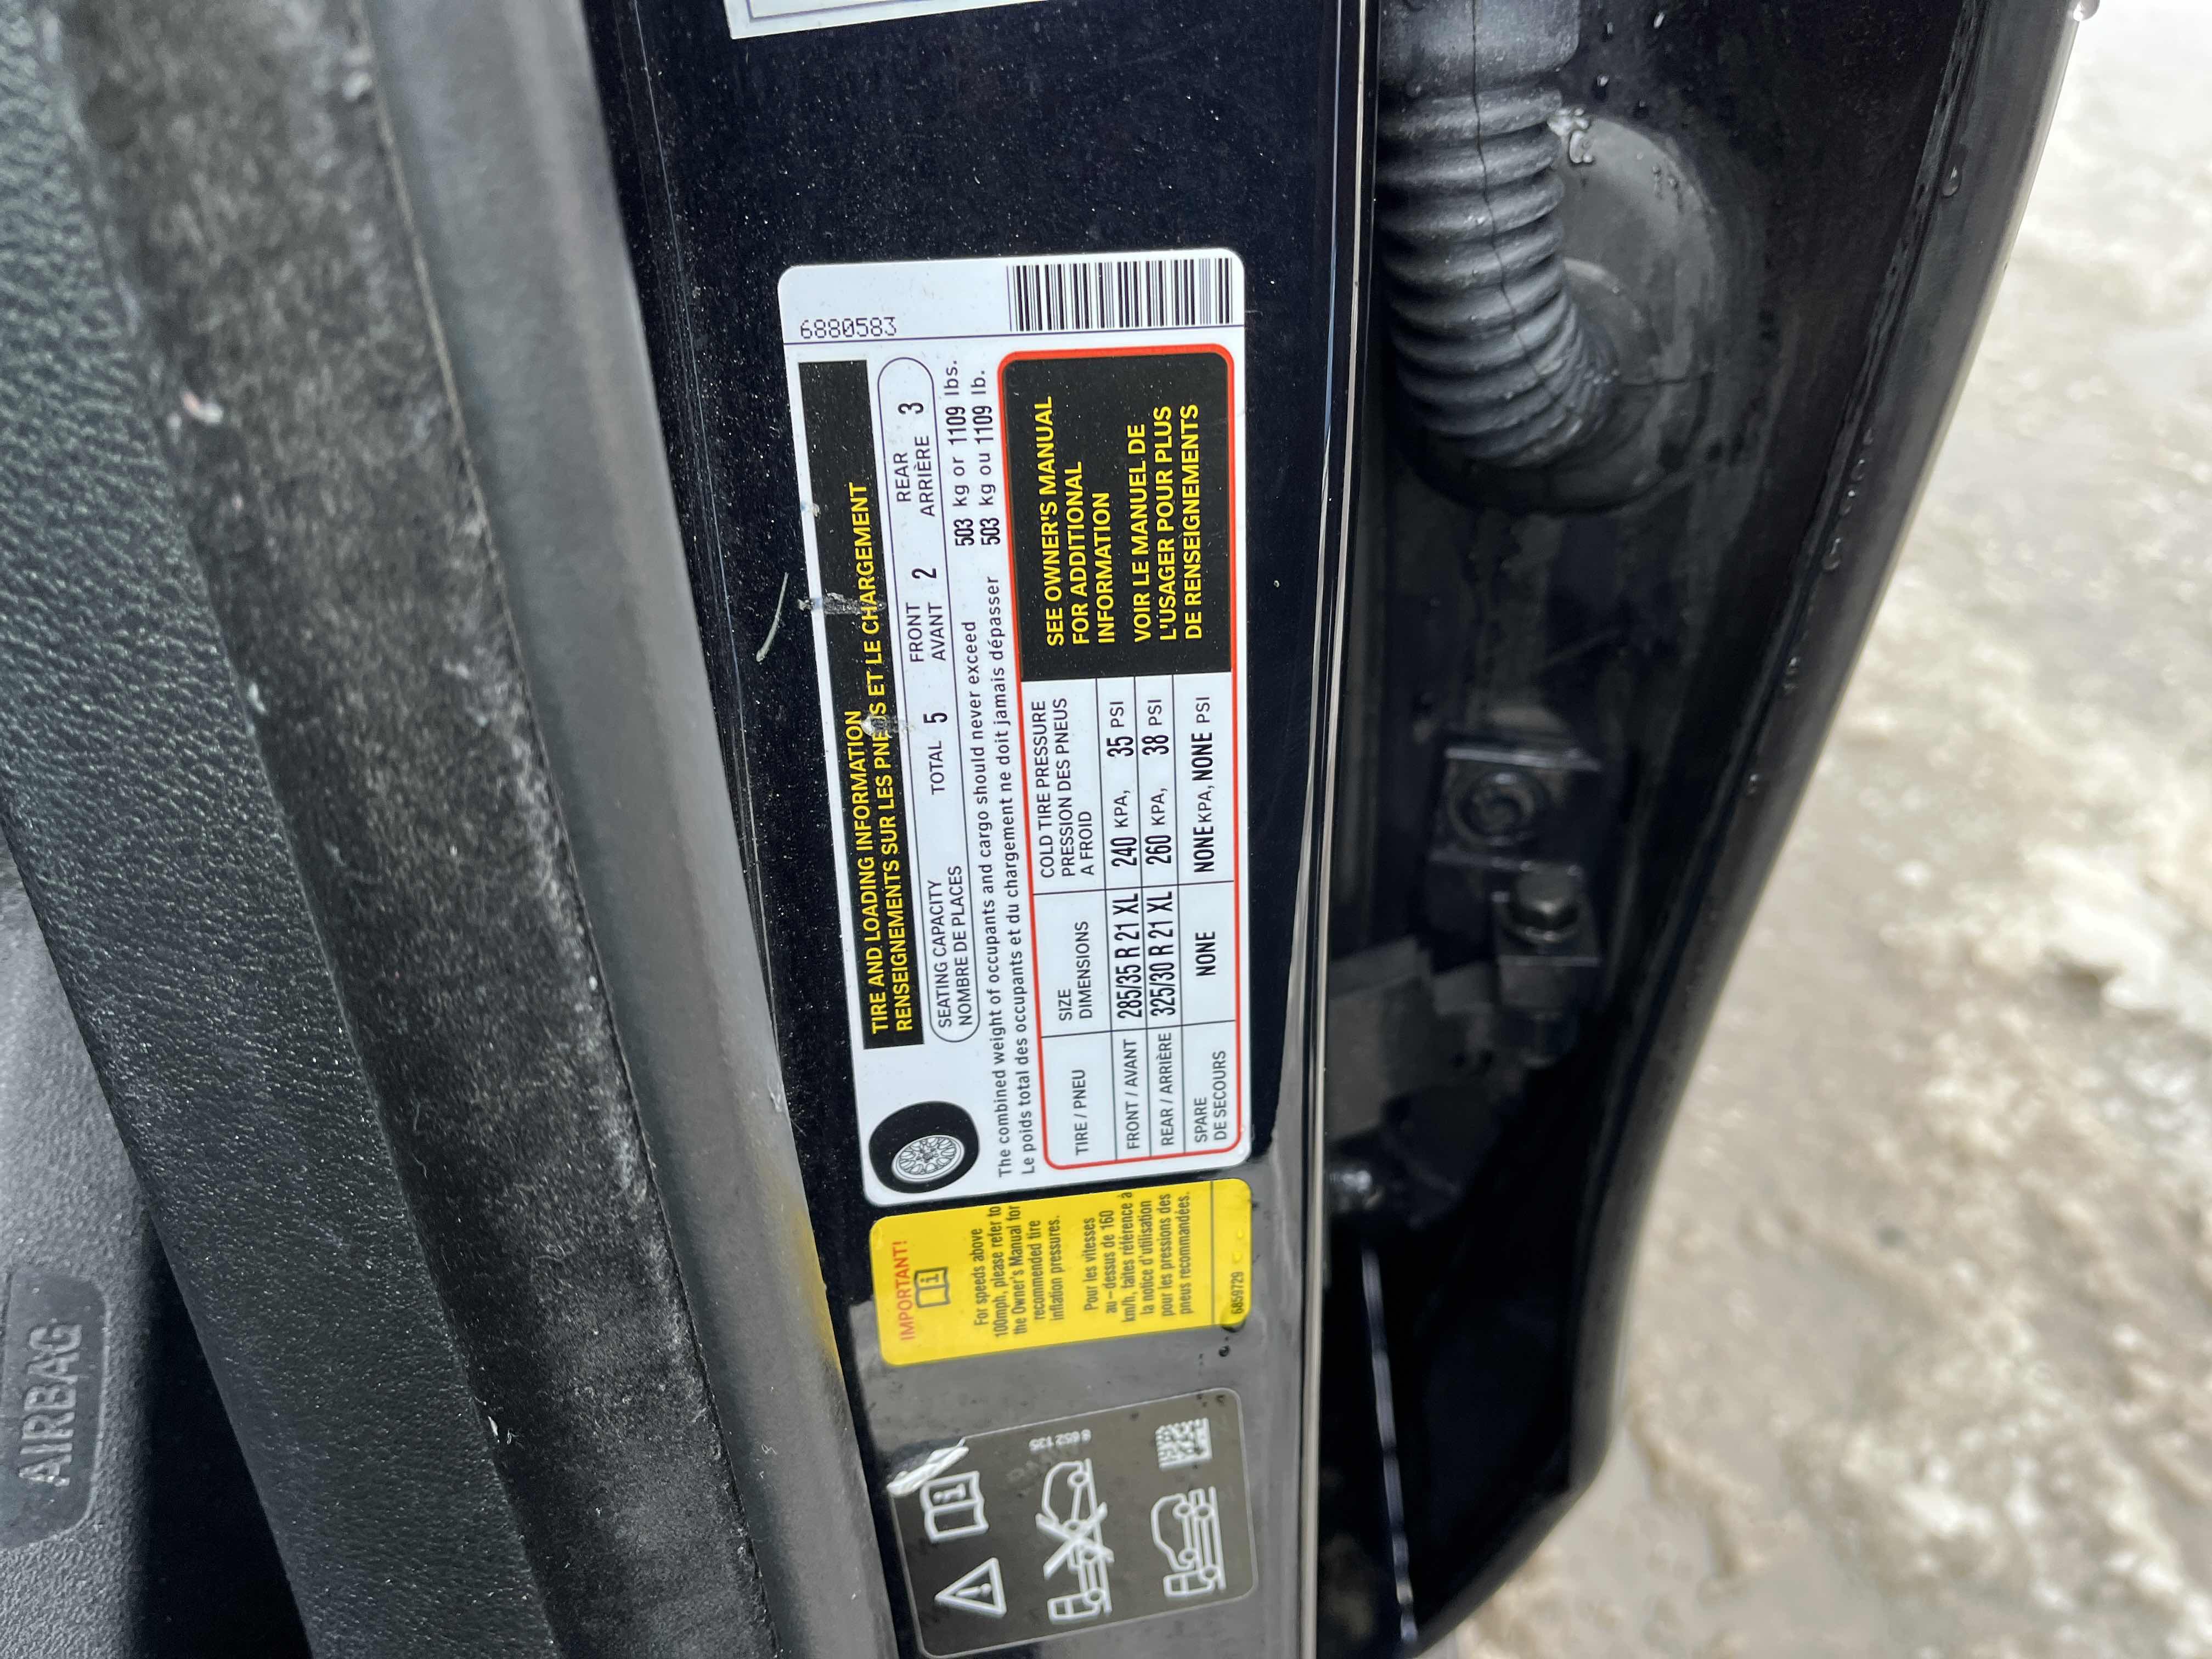 6880583
TIRE AND LOADING INFORMATION
RENSEIGNEMENTS SUR LES PNEUS ET LE CHARGEMENT
SEATING CAPACITY
NOMBRE DE PLACES
TOTAL 5
FRONT
AVANT 2
REAR
ARRIÈRE 3
The combined weight of occupants and cargo should never exceed 503 kg or 1109 lbs.
Le poids total des occupants et du chargement ne doit jamais dépasser 503 kg ou 1109 lb.
TIRE / PNEU
SIZE
DIMENSIONS
COLD TIRE PRESSURE
PRESSION DES PNEUS
A FROID
FRONT / AVANT 285/35 R 21 XL 240 KPA, 35 PSI
REAR / ARRIÈRE 325/30 R 21 XL 260 KPA, 38 PSI
SPARE
DE SECOURS
NONE NONE KPA, NONE PSI
SEE OWNER'S MANUAL
FOR ADDITIONAL
INFORMATION
VOIR LE MANUEL DE
L'USAGER POUR PLUS
DE RENSEIGNEMENTS
IMPORTANT!
For speeds above
100mph, please refer to
the Owner's Manual for
recommended tire
inflation pressures.
Pour les vitesses
au – dessus de 160
km/h, faites référence à
la notice d'utilisation
pour les pressions des
pneus recommandées.
6859729
6 852 135
AIRBAG